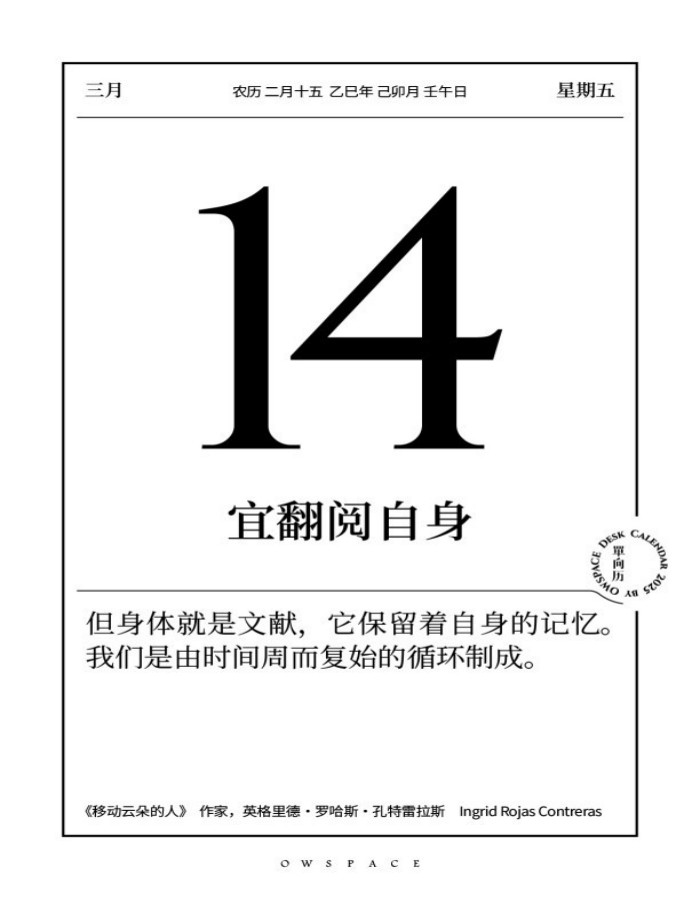 三月 农历 二月十五 乙巳年 己卯月 壬午日 星期五
14
宜翻阅自身
OWSPACE DESK CALENDAR 2025 BY
單向历
但身体就是文献，它保留着自身的记忆。
我们是由时间周而复始的循环制成。
《移动云朵的人》 作家，英格里德·罗哈斯·孔特雷拉斯 Ingrid Rojas Contreras
OWSPACE